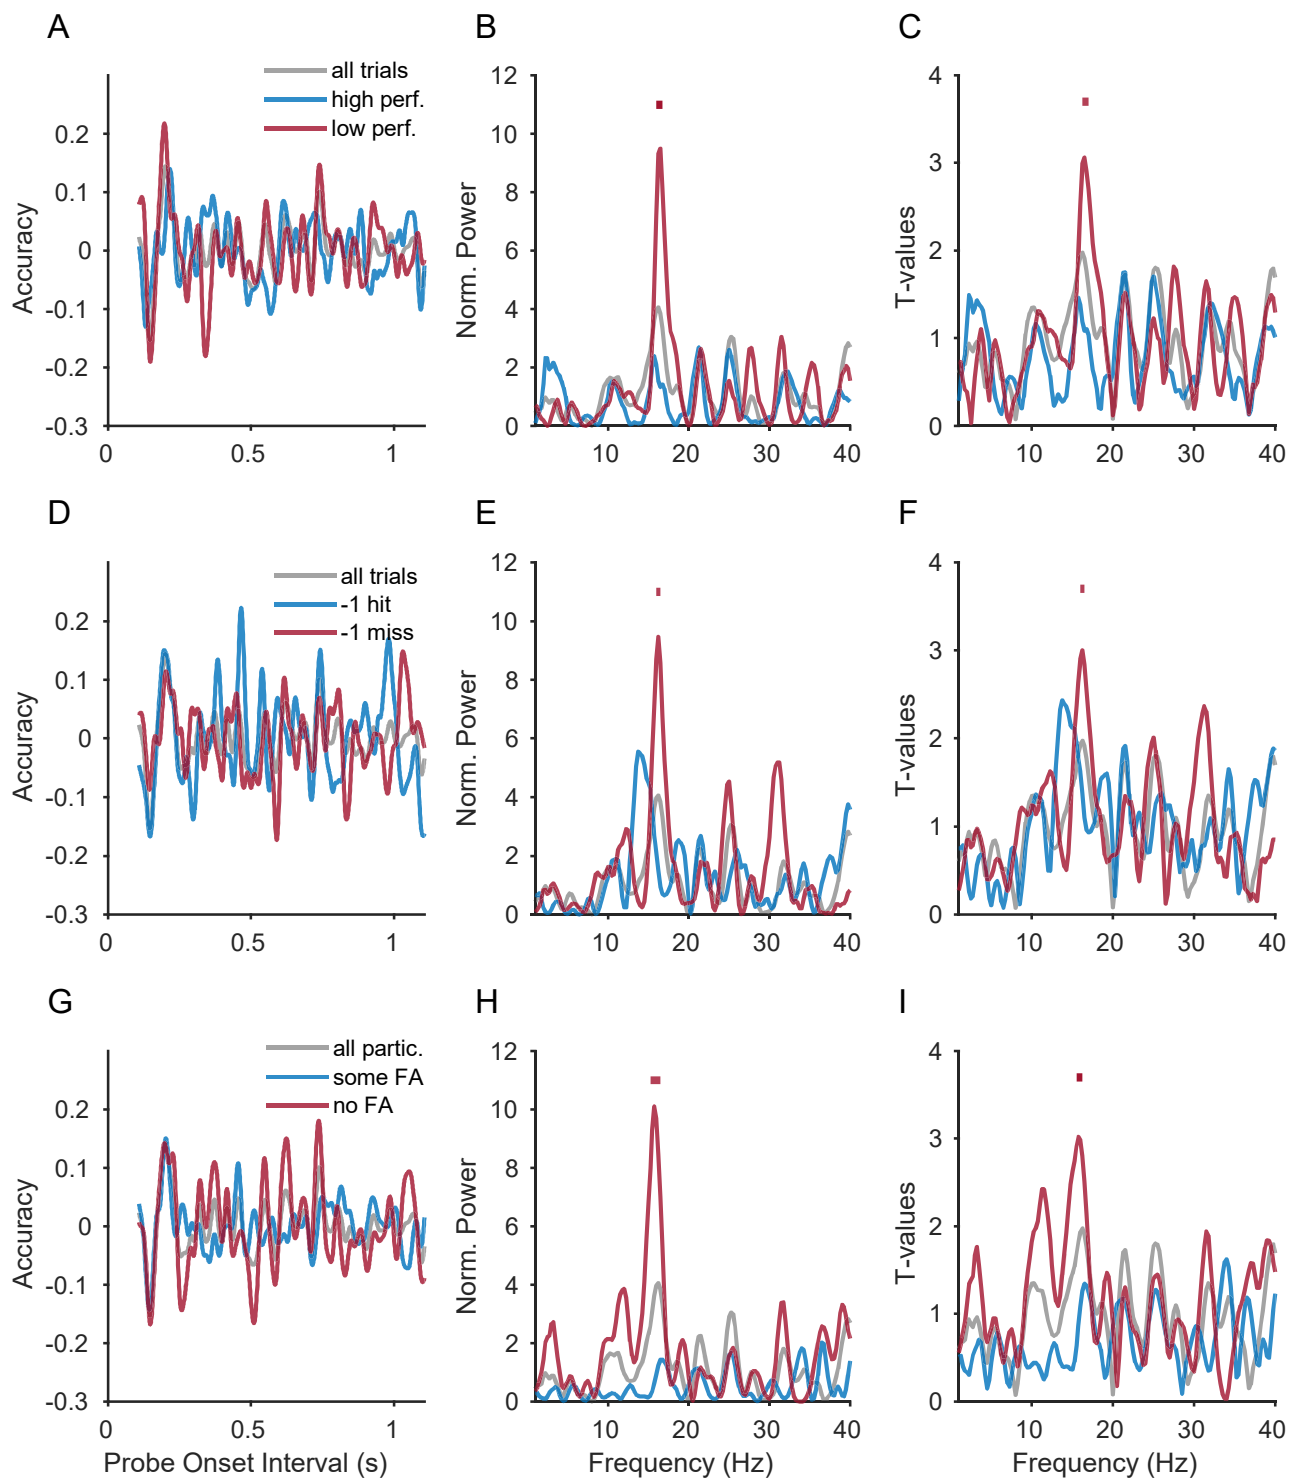 A
B
C
all trials
high perf.
low perf.
0.2
0.1
0
-0.1
-0.2
-0.3
Accuracy
0
0.5
1
12
10
8
6
4
2
0
Norm. Power
10
20
30
40
4
3
2
1
0
T-values
10
20
30
40
D
E
F
all trials
-1 hit
-1 miss
0.2
0.1
0
-0.1
-0.2
-0.3
Accuracy
0
0.5
1
12
10
8
6
4
2
0
Norm. Power
10
20
30
40
4
3
2
1
0
T-values
10
20
30
40
G
H
I
all partic.
some FA
no FA
0.2
0.1
0
-0.1
-0.2
-0.3
Accuracy
0
0.5
1
Probe Onset Interval (s)
12
10
8
6
4
2
0
Norm. Power
10
20
30
40
Frequency (Hz)
4
3
2
1
0
T-values
10
20
30
40
Frequency (Hz)